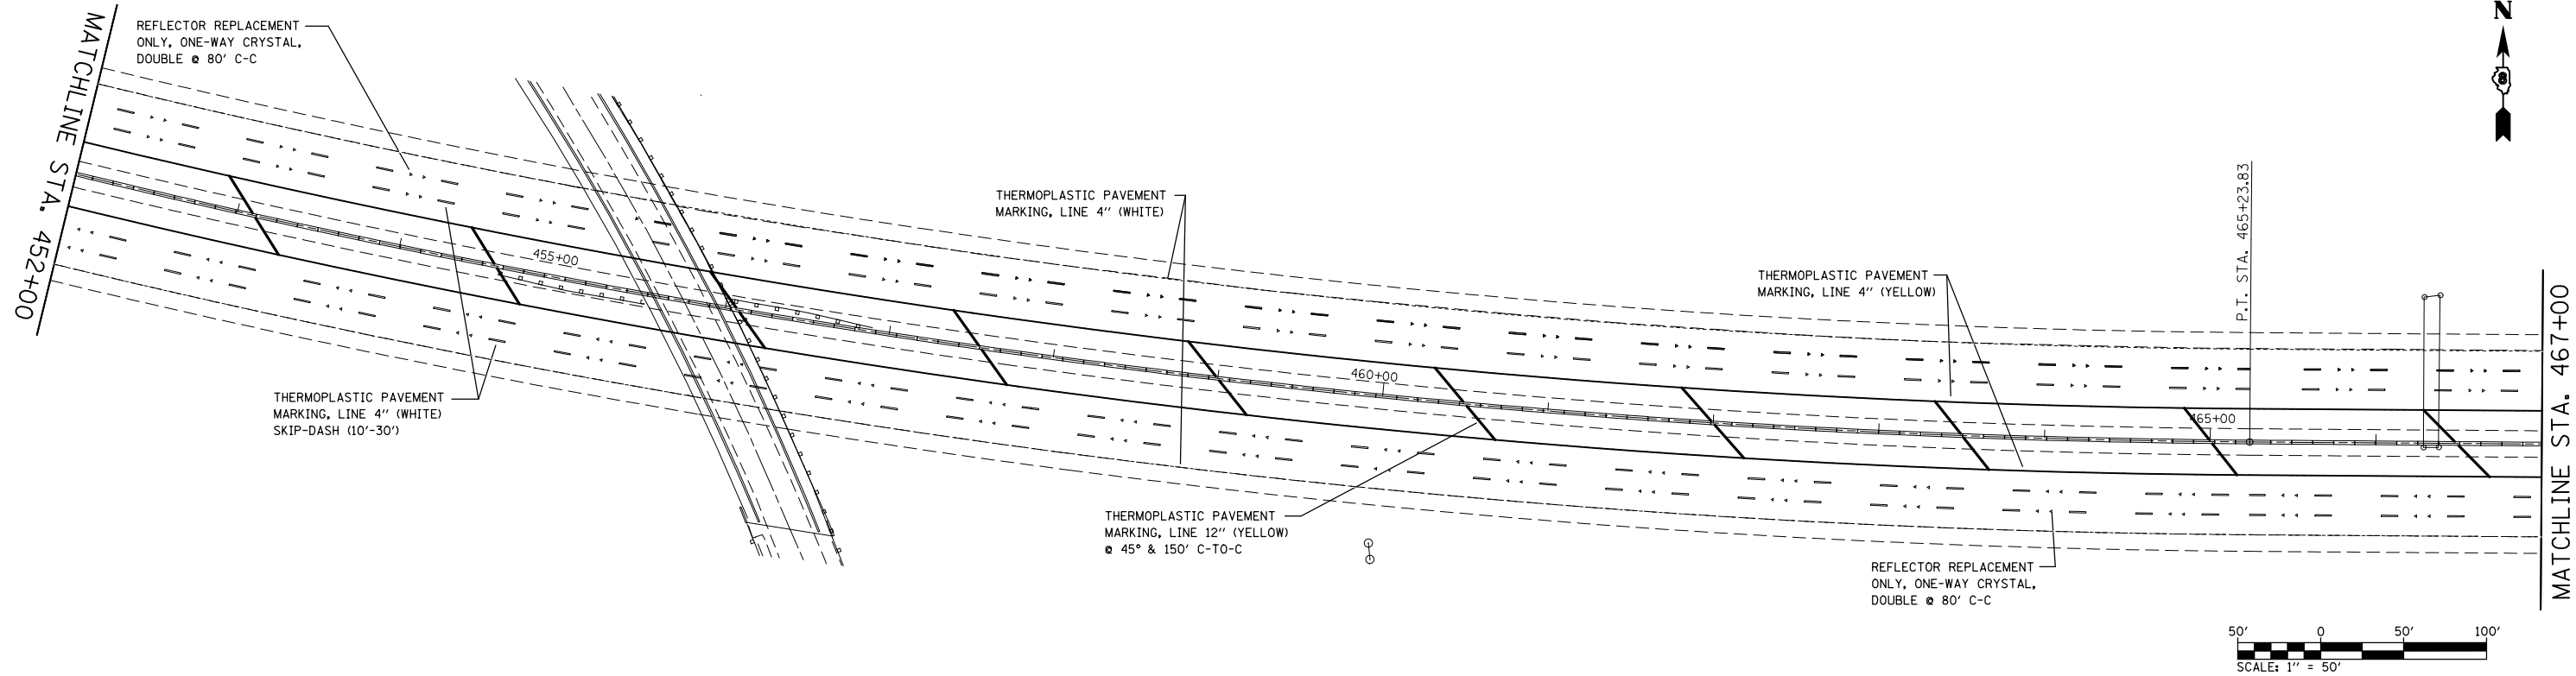 MATCHLINE STA. 452+00
REFLECTOR REPLACEMENT
ONLY, ONE-WAY CRYSTAL,
DOUBLE @ 80' C-C
N
8
THERMOPLASTIC PAVEMENT
MARKING, LINE 4" (WHITE)
P.T. STA. 465+23.83
455+00
THERMOPLASTIC PAVEMENT
MARKING, LINE 4" (YELLOW)
460+00
465+00
MATCHLINE STA. 467+00
THERMOPLASTIC PAVEMENT
MARKING, LINE 4" (WHITE)
SKIP-DASH (10'-30')
THERMOPLASTIC PAVEMENT
MARKING, LINE 12" (YELLOW)
@ 45° & 150' C-TO-C
REFLECTOR REPLACEMENT
ONLY, ONE-WAY CRYSTAL,
DOUBLE @ 80' C-C
50' 0 50' 100'
SCALE: 1" = 50'